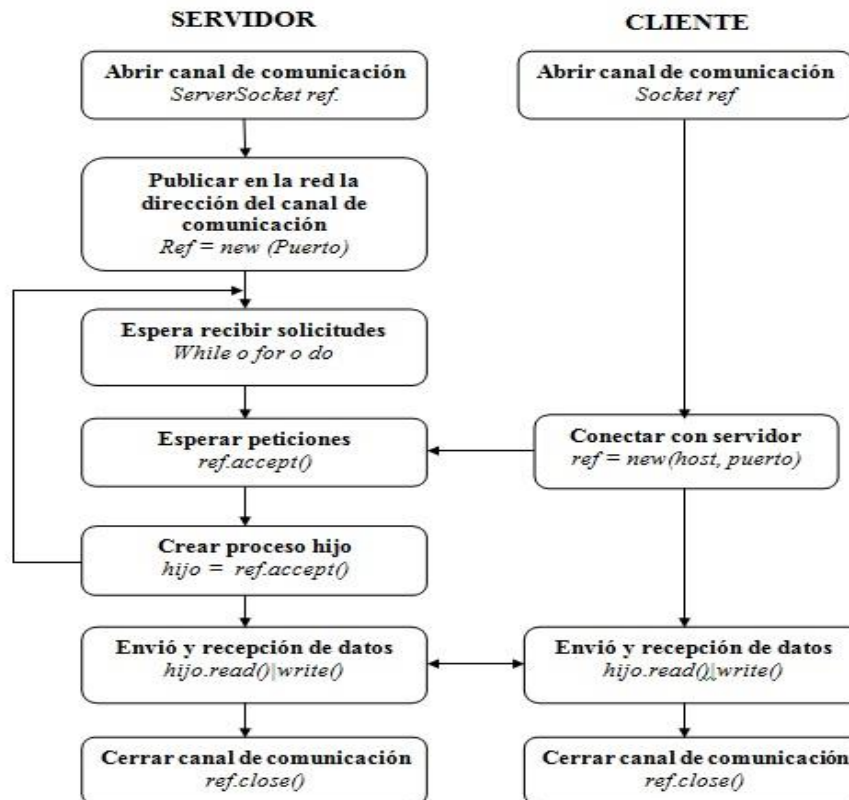 SERVIDOR
Abrir canal de comunicación
ServerSocket ref.
Publicar en la red la
dirección del canal de
comunicación
Ref = new (Puerto)
Espera recibir solicitudes
While o for o do
Esperar peticiones
ref.accept()
Crear proceso hijo
hijo = ref.accept()
Envió y recepción de datos
hijo.read()|write()
Cerrar canal de comunicación
ref.close()
CLIENTE
Abrir canal de comunicación
Socket ref
Conectar con servidor
ref = new(host, puerto)
Envió y recepción de datos
hijo.read()|write()
Cerrar canal de comunicación
ref.close()